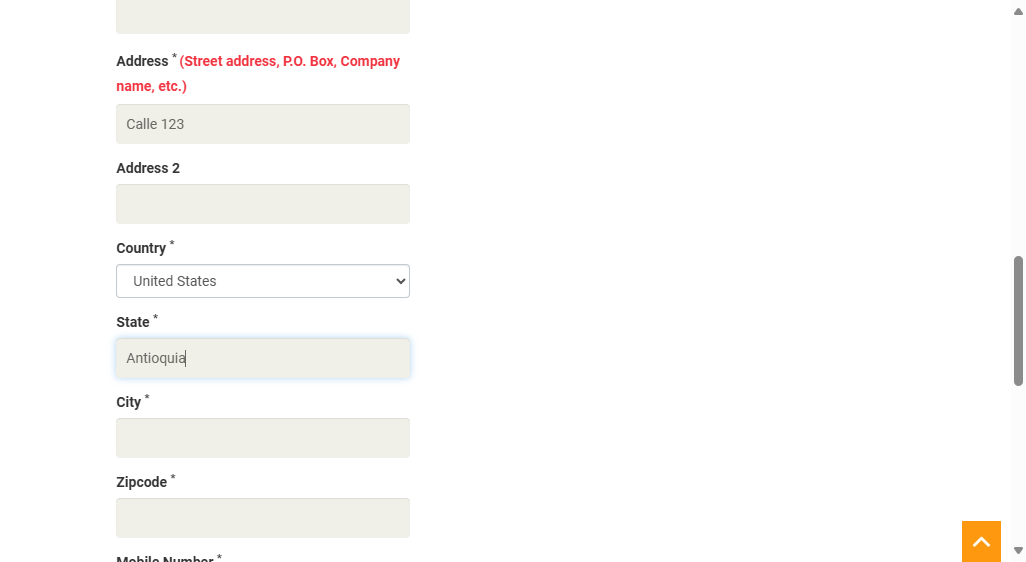 Address * (Street address, P.O. Box, Company
name, etc.)
Calle 123
Address 2
Country *
United States
State *
Antioquia
City *
Zipcode *
Mobile Number *